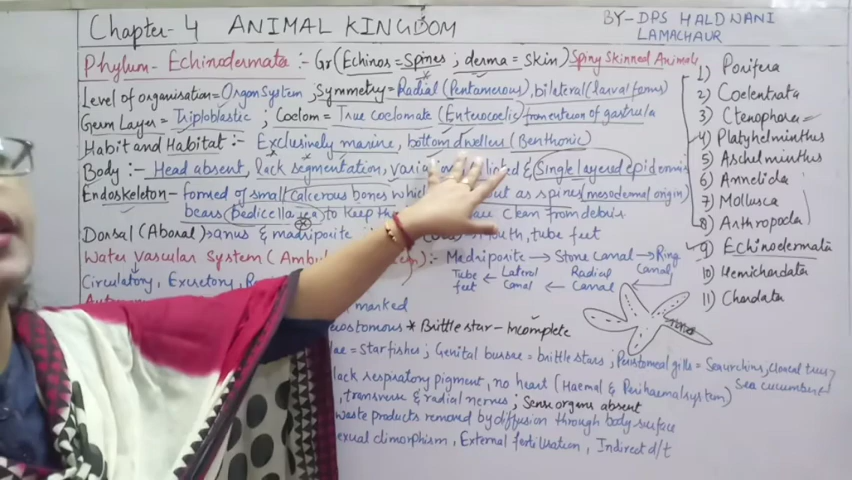 Chapter-4 ANIMAL KINGDOM
BY-DPS HALDWANI
LAMACHAUR
Phylum- Echinodermata :- Gr(Echinos=Spines ; derma = skin) Spiny Skinned Animals
Level of organisation= Organ System, Symmetry= Radial (Pentamerous), bilateral (larval forms)
Germ Layer= Triploblastic ; Coelom= True coelomate (Enterocoelic) from enteron of gastrula
Habit and Habitat :- Exclusively marine, bottom dwellers (Benthonic)
Body :- Head absent, lack segmentation, & Single layered epidermis
Endoskeleton- formed of small calcerous bones out as spines (mesodermal origin)
bears to keep clean from debris
Dorsal (Aboral) :- anus & madriporite mouth, tube feet
Water Vascular System :- Madriporite → Stone canal → Ring Canal
Tube feet ← Lateral Canal ← Radial Canal
Circulatory, Excretory,
marked
* Brittle star - Incomplete
= Starfishes ; Genital bursae = brittle stars ; Peristomeal gills = Seaurchins, Cloacal tree= Sea cucumber
lack respiratory pigment, no heart (Haemal & Perihaemal system)
, transverse & radial nerves ; Sense organs absent
waste products removed by diffusion through body surface
sexual dimorphism, External fertilisation, Indirect d/t
1) Porifera
2) Coelentrata
3) Ctenophora
4) Platyhelminthus
5) Aschelminthus
6) Annelida
7) Mollusca
8) Arthropoda
9) Echinodermata
10) Hemichordata
11) Chordata